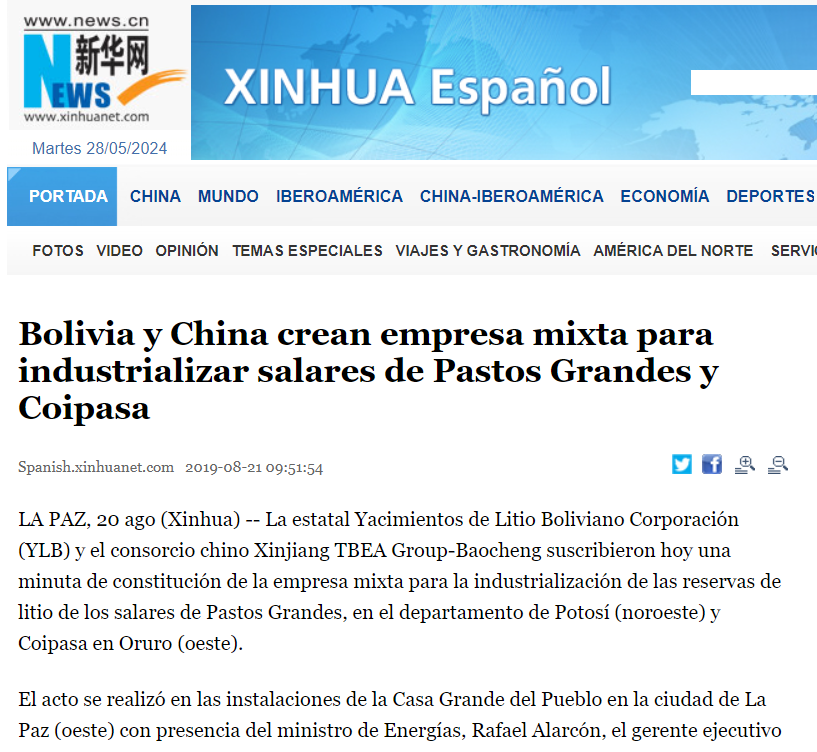 www.news.cn
新华网
NEWS
www.xinhuanet.com
XINHUA Español
Martes 28/05/2024
PORTADA CHINA MUNDO IBEROAMÉRICA CHINA-IBEROAMÉRICA ECONOMÍA DEPORTES
FOTOS VIDEO OPINIÓN TEMAS ESPECIALES VIAJES Y GASTRONOMÍA AMÉRICA DEL NORTE
Bolivia y China crean empresa mixta para
industrializar salares de Pastos Grandes y
Coipasa
Spanish.xinhuanet.com 2019-08-21 09:51:54
LA PAZ, 20 ago (Xinhua) -- La estatal Yacimientos de Litio Boliviano Corporación
(YLB) y el consorcio chino Xinjiang TBEA Group-Baocheng suscribieron hoy una
minuta de constitución de la empresa mixta para la industrialización de las reservas de
litio de los salares de Pastos Grandes, en el departamento de Potosí (noroeste) y
Coipasa en Oruro (oeste).
El acto se realizó en las instalaciones de la Casa Grande del Pueblo en la ciudad de La
Paz (oeste) con presencia del ministro de Energías, Rafael Alarcón, el gerente ejecutivo